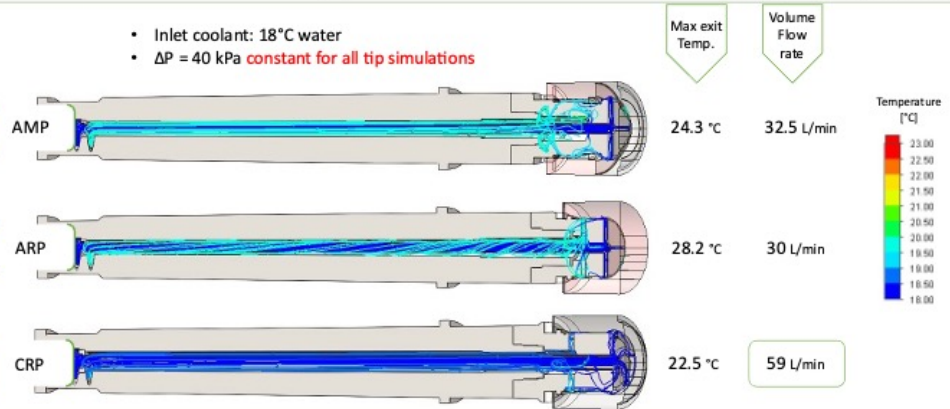 • Inlet coolant: 18°C water
• ΔP = 40 kPa constant for all tip simulations
Max exit
Temp.
Volume
Flow
rate
Temperature
[°C]
AMP
24.3 °C
32.5 L/min
ARP
28.2 °C
30 L/min
CRP
22.5 °C
59 L/min
23.00
22.50
22.00
21.50
21.00
20.50
20.00
19.50
19.00
18.50
18.00